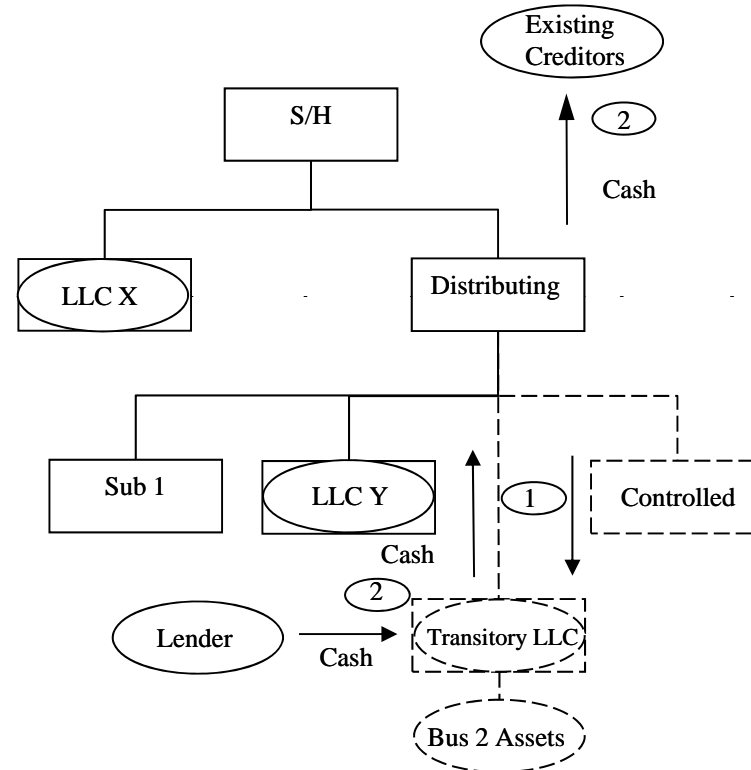 Existing
Creditors
S/H
2
Cash
LLC X
Distributing
Sub 1
LLC Y
1
Controlled
Cash
2
Lender
Cash
Transitory LLC
Bus 2 Assets